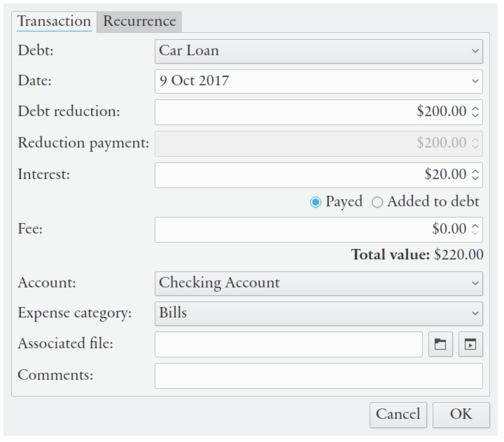 Transaction Recurrence
Debt: Car Loan
Date: 9 Oct 2017
Debt reduction: $200.00
Reduction payment: $200.00
Interest: $20.00
Payed Added to debt
Fee: $0.00
Total value: $220.00
Account: Checking Account
Expense category: Bills
Associated file:
Comments:
Cancel OK